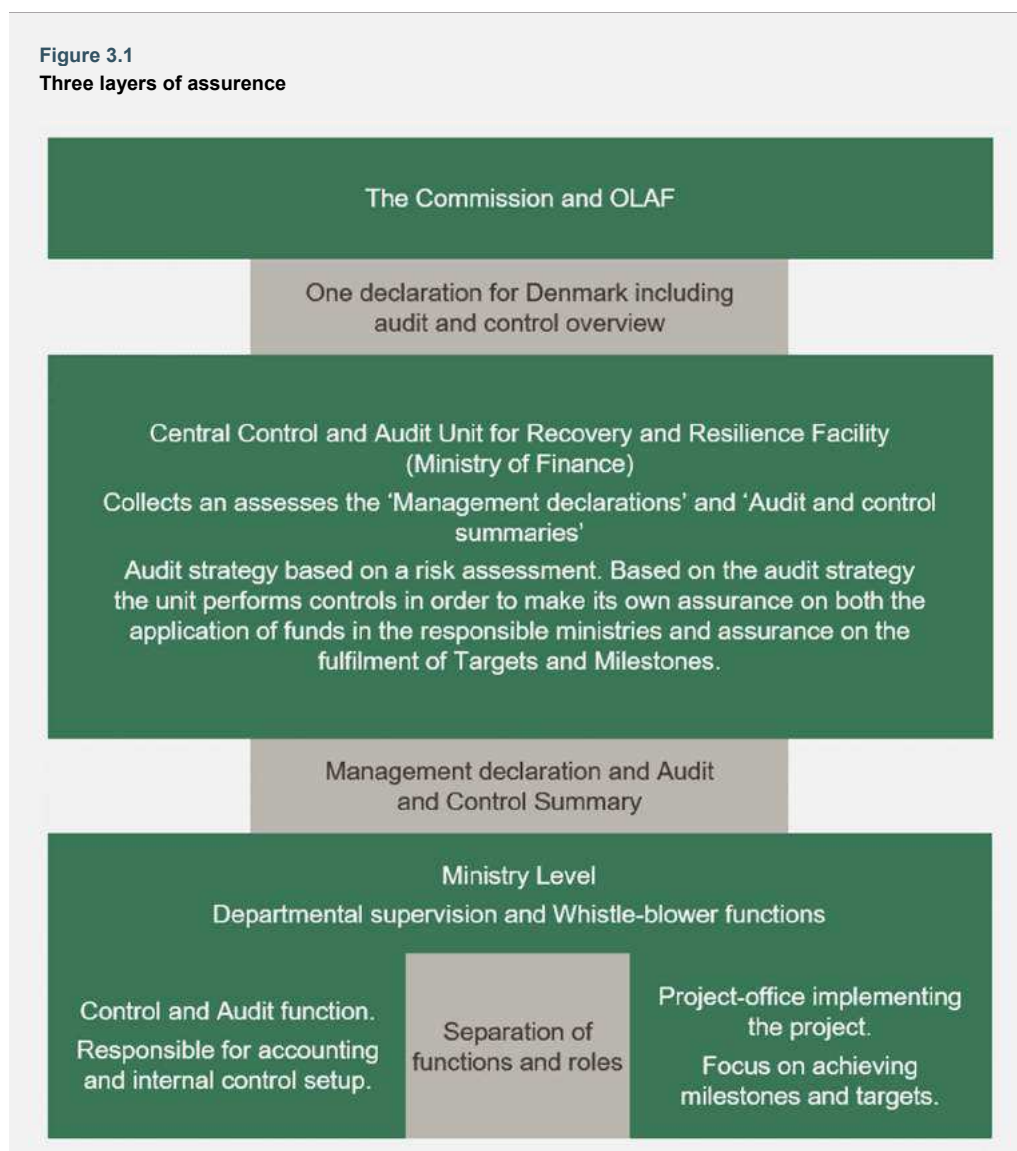 Figure 3.1
Three layers of assurence
The Commission and OLAF
One declaration for Denmark including
audit and control overview
Central Control and Audit Unit for Recovery and Resilience Facility
(Ministry of Finance)
Collects an assesses the ‘Management declarations’ and ‘Audit and control
summaries’
Audit strategy based on a risk assessment. Based on the audit strategy
the unit performs controls in order to make its own assurance on both the
application of funds in the responsible ministries and assurance on the
fulfilment of Targets and Milestones.
Management declaration and Audit
and Control Summary
Ministry Level
Departmental supervision and Whistle-blower functions
Control and Audit function.
Responsible for accounting
and internal control setup.
Separation of
functions and roles
Project-office implementing
the project.
Focus on achieving
milestones and targets.